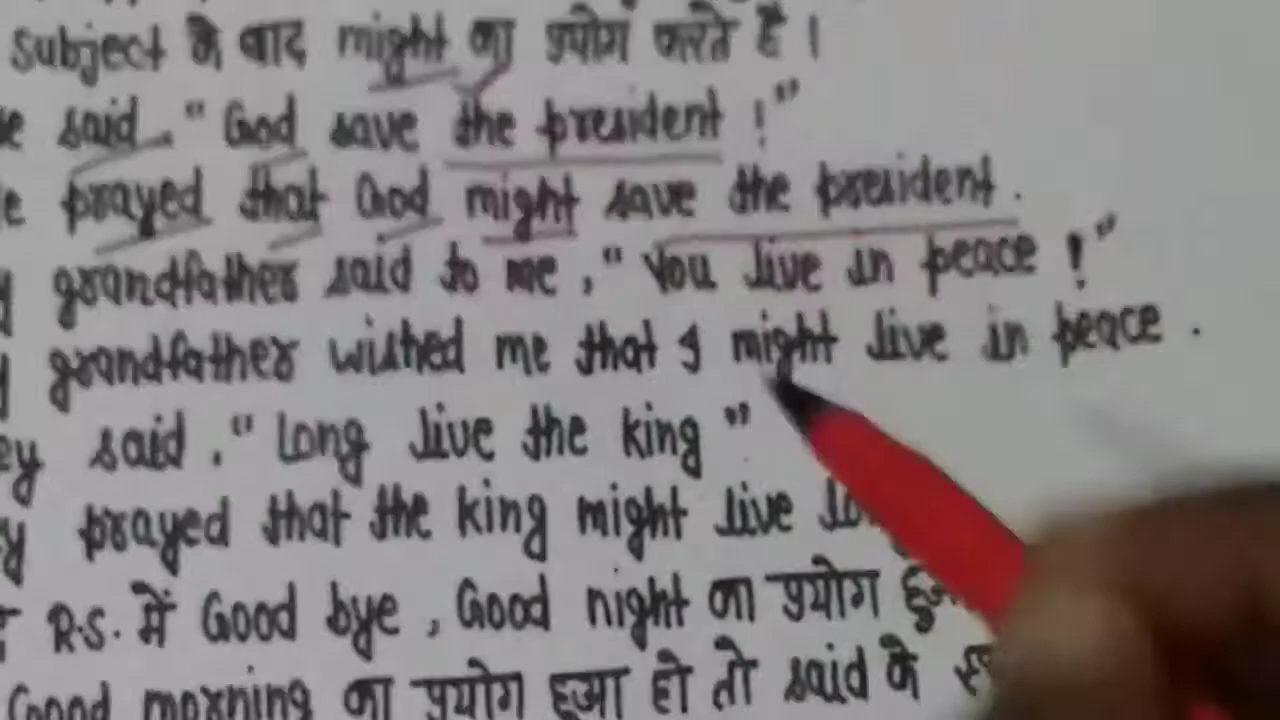 Subject के बाद might का प्रयोग करते है ।
said, "God save the president !"
prayed that God might save the president .
grandfather said to me, "You live in peace !"
grandfather wished me that I might live in peace .
said, "Long live the king"
prayed that the king might live
R.S. में Good bye, Good night का प्रयोग
Good morning का प्रयोग हुआ हो तो said के